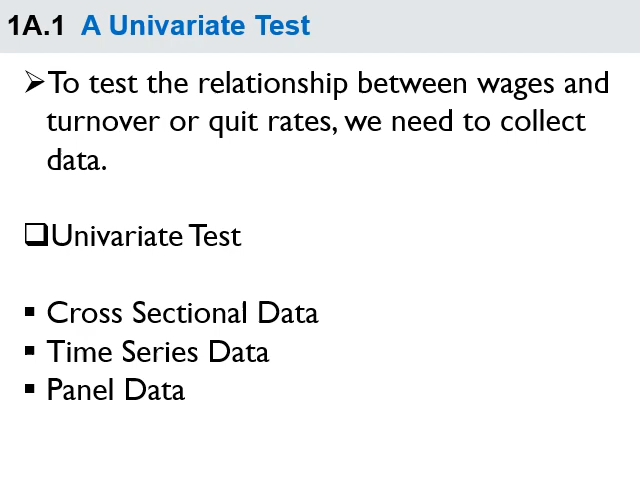 1A.1 A Univariate Test
➢To test the relationship between wages and
turnover or quit rates, we need to collect
data.
❑Univariate Test
▪ Cross Sectional Data
▪ Time Series Data
▪ Panel Data